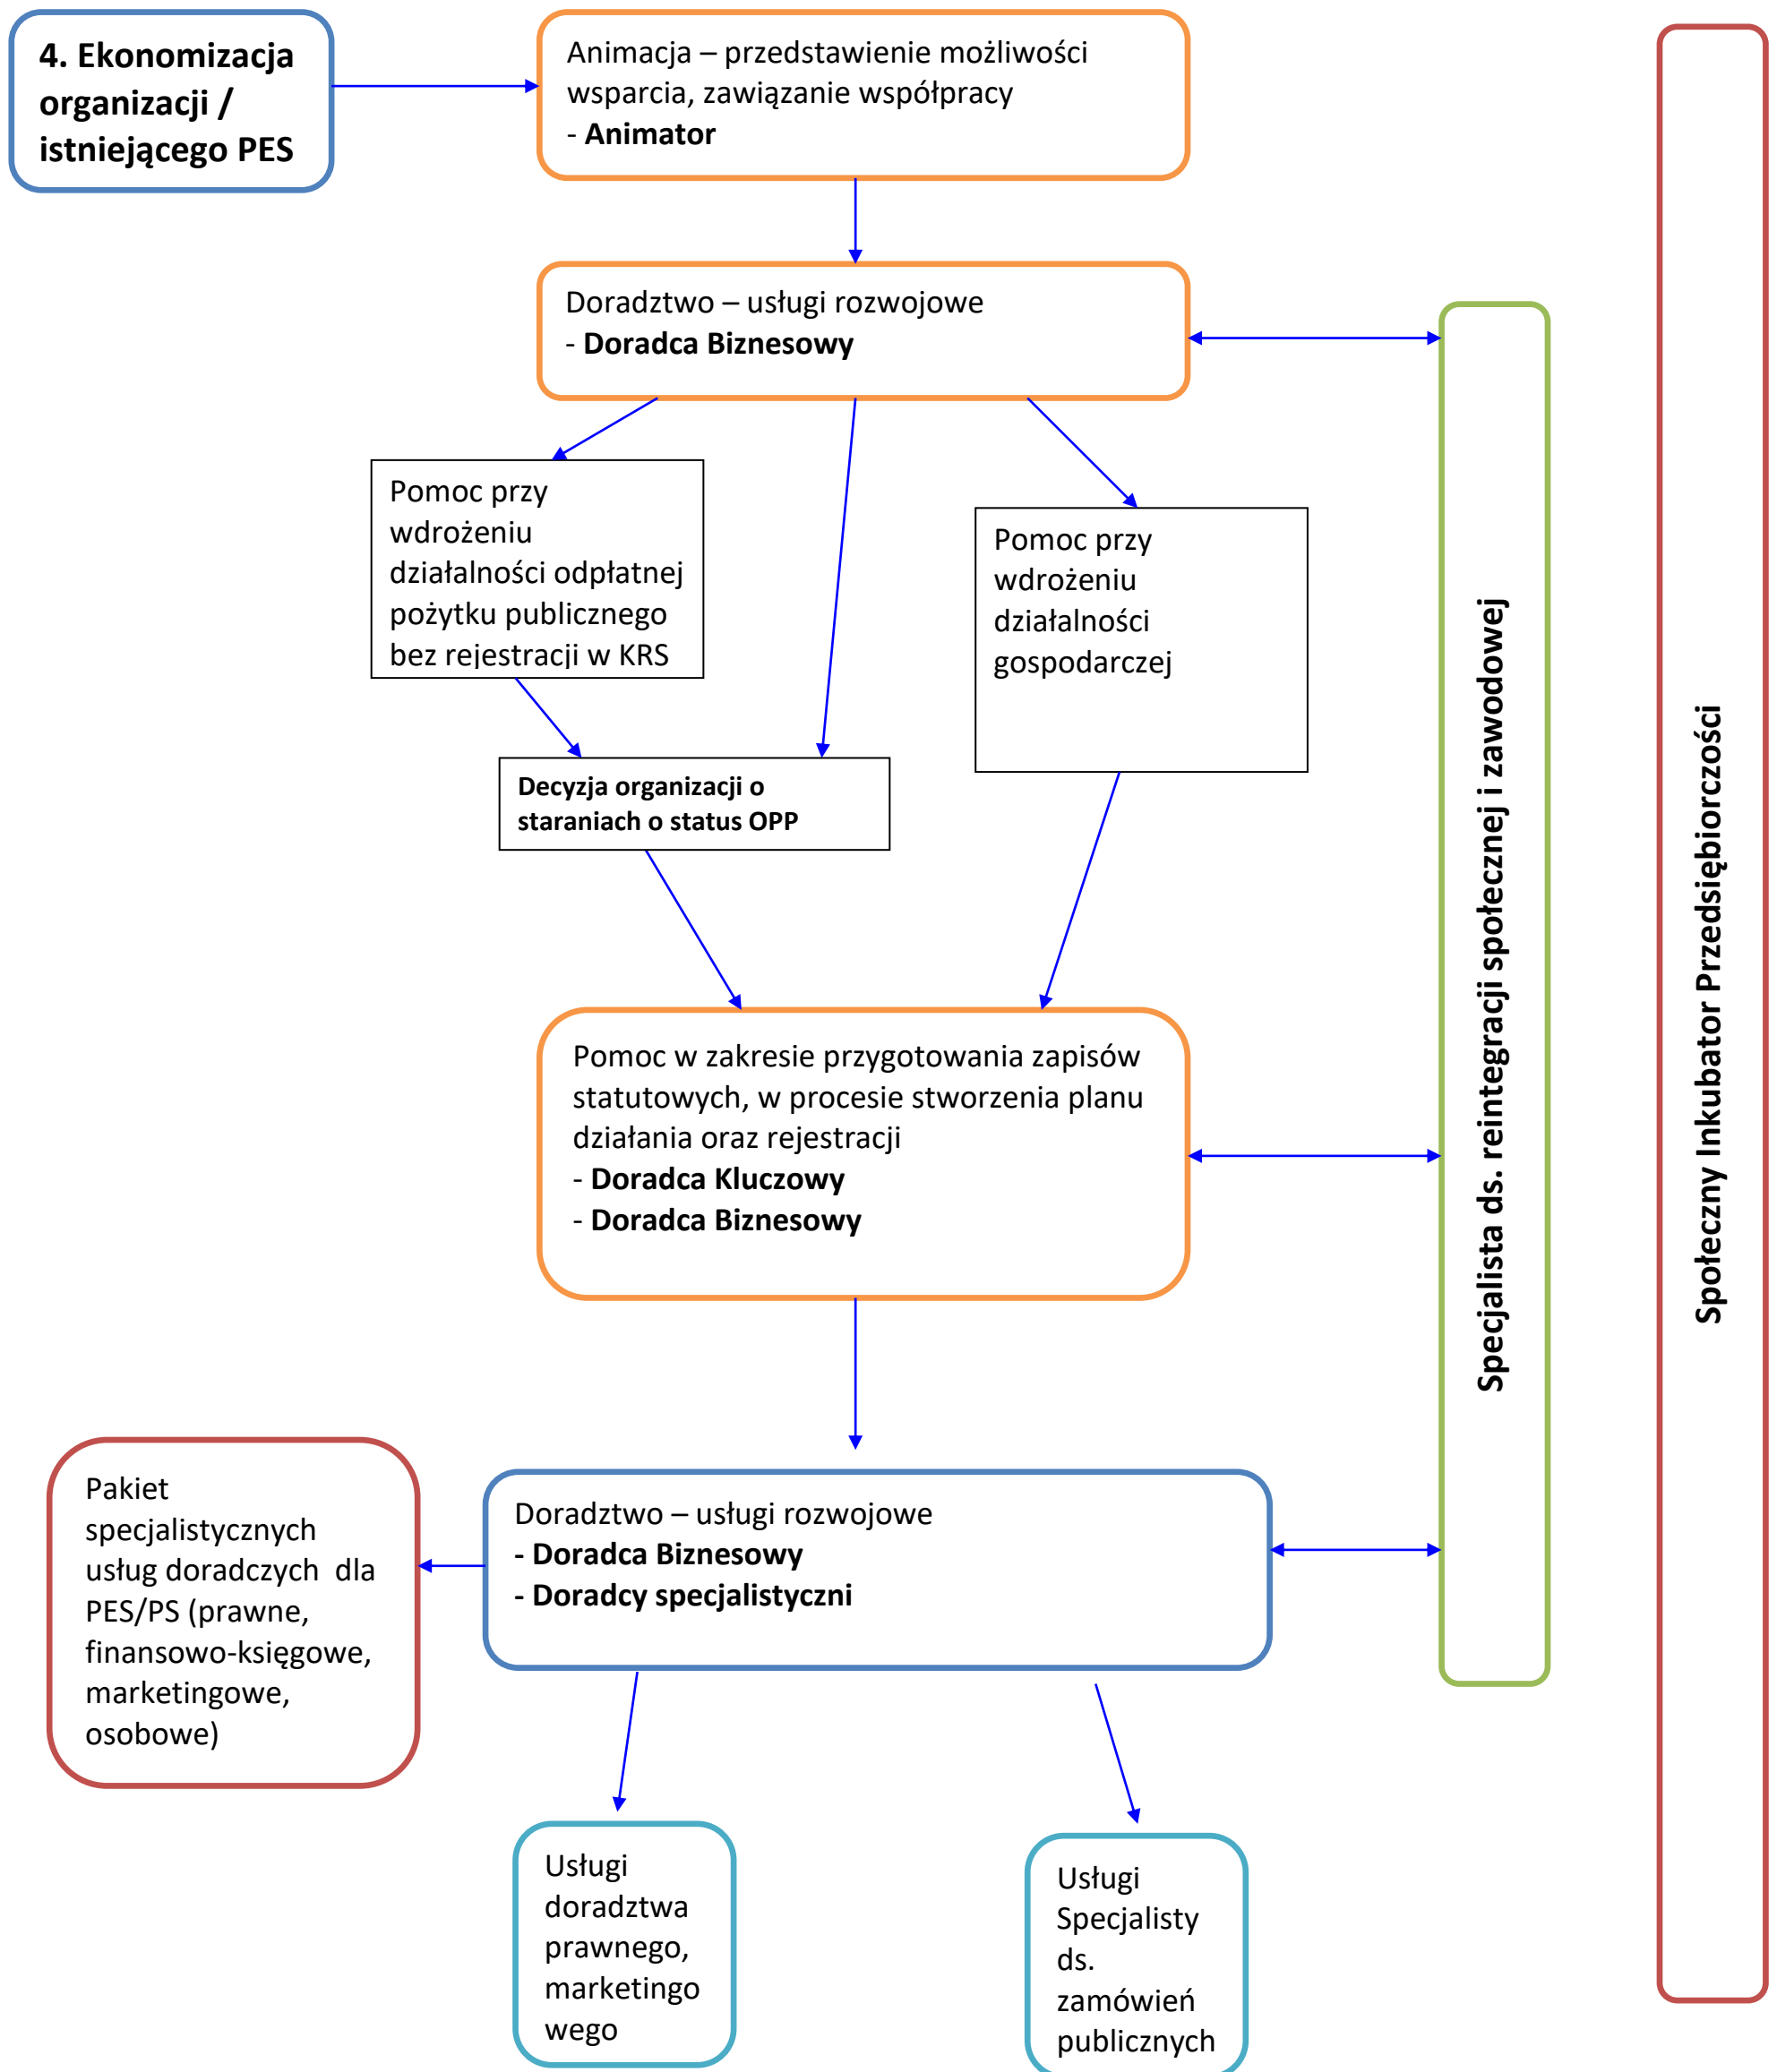 4. Ekonomizacja
organizacji /
istniejącego PES
Animacja – przedstawienie możliwości
wsparcia, zawiązanie współpracy
- Animator
Doradztwo – usługi rozwojowe
- Doradca Biznesowy
Pomoc przy
wdrożeniu
działalności odpłatnej
pożytku publicznego
bez rejestracji w KRS
Pomoc przy
wdrożeniu
działalności
gospodarczej
Decyzja organizacji o
staraniach o status OPP
Pomoc w zakresie przygotowania zapisów
statutowych, w procesie stworzenia planu
działania oraz rejestracji
- Doradca Kluczowy
- Doradca Biznesowy
Pakiet
specjalistycznych
usług doradczych  dla
PES/PS (prawne,
finansowo-księgowe,
marketingowe,
osobowe)
Doradztwo – usługi rozwojowe
- Doradca Biznesowy
- Doradcy specjalistyczni
Usługi
doradztwa
prawnego,
marketingo
wego
Usługi
Specjalisty
ds.
zamówień
publicznych
Specjalista ds. reintegracji społecznej i zawodowej
Społeczny Inkubator Przedsiębiorczości